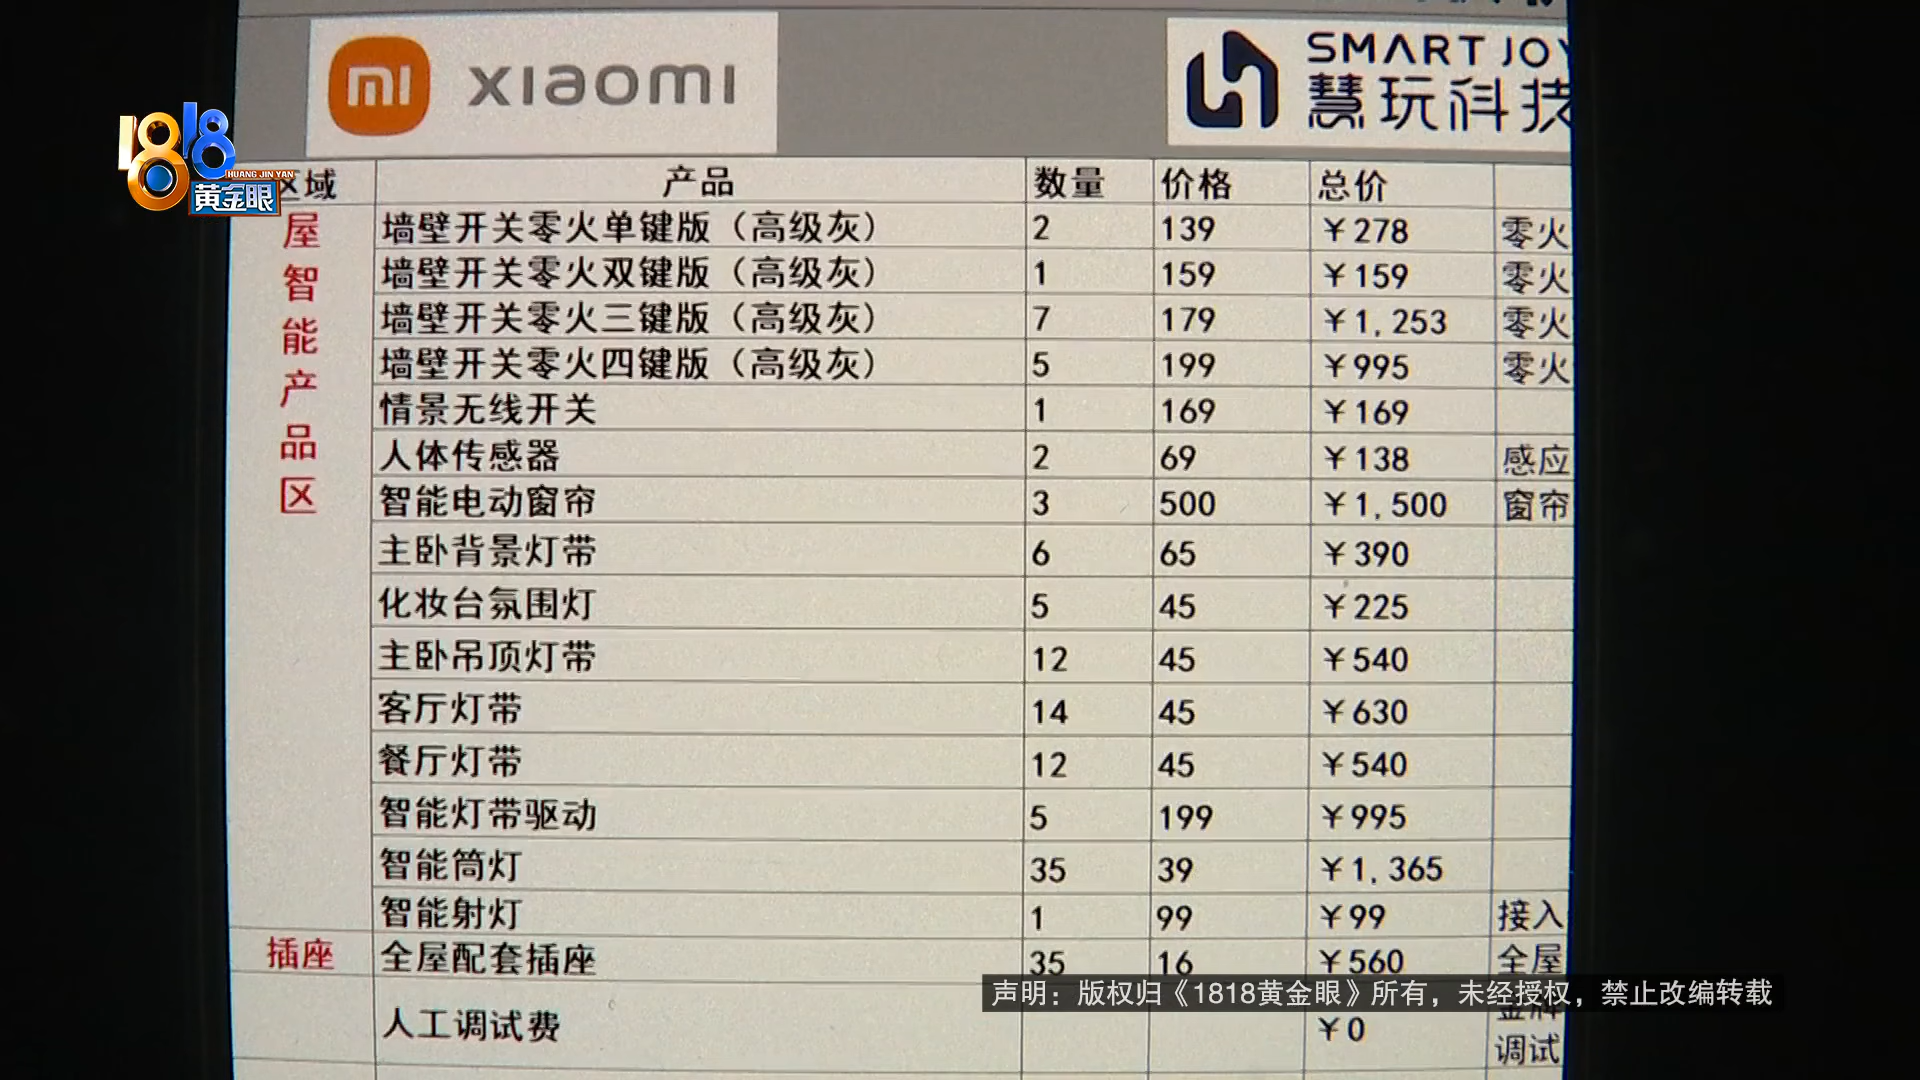 xiaomi
SMART JOY
慧玩科技
1818
HUANG JIN YAN
黄金眼
区域 产品 数量 价格 总价
屋智能产品区
墙壁开关零火单键版（高级灰） 2 139 ￥278 零火
墙壁开关零火双键版（高级灰） 1 159 ￥159 零火
墙壁开关零火三键版（高级灰） 7 179 ￥1,253 零火
墙壁开关零火四键版（高级灰） 5 199 ￥995 零火
情景无线开关 1 169 ￥169
人体传感器 2 69 ￥138 感应
智能电动窗帘 3 500 ￥1,500 窗帘
主卧背景灯带 6 65 ￥390
化妆台氛围灯 5 45 ￥225
主卧吊顶灯带 12 45 ￥540
客厅灯带 14 45 ￥630
餐厅灯带 12 45 ￥540
智能灯带驱动 5 199 ￥995
智能筒灯 35 39 ￥1,365
智能射灯 1 99 ￥99 接入
插座 全屋配套插座 35 16 ￥560 全屋
声明：版权归《1818黄金眼》所有，未经授权，禁止改编转载
人工调试费 ￥0
调试